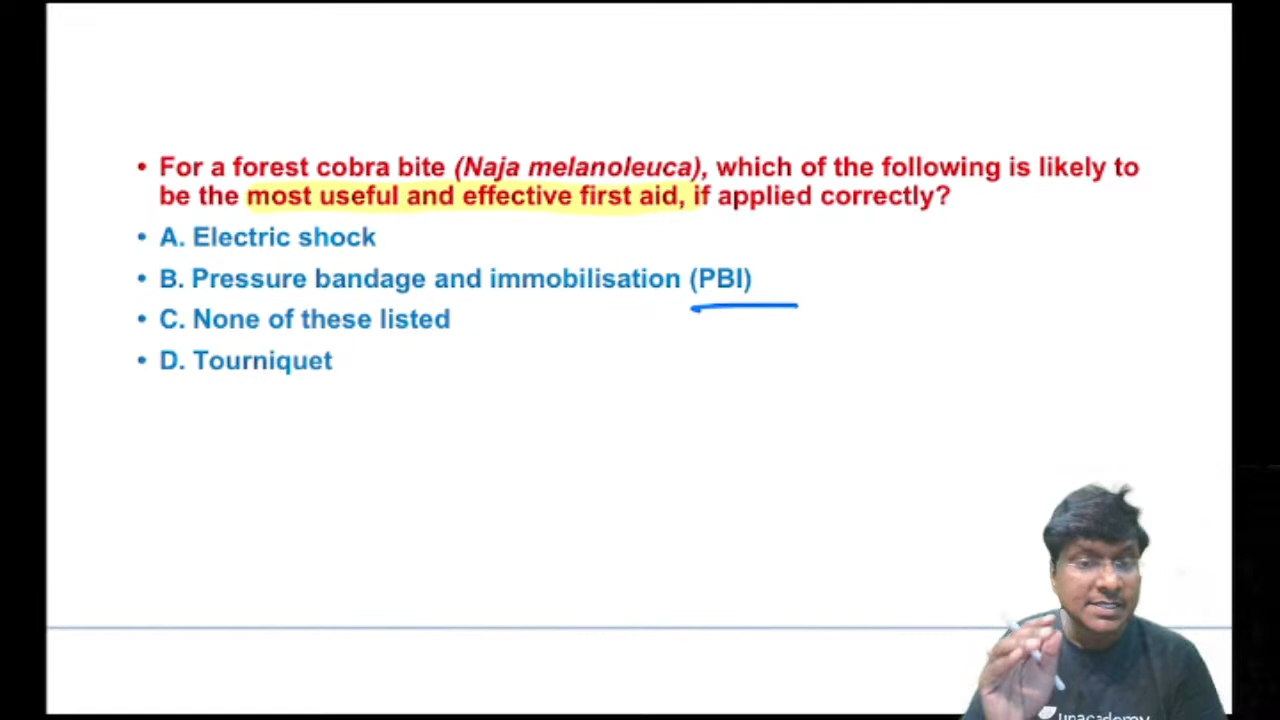 • For a forest cobra bite (Naja melanoleuca), which of the following is likely to
be the most useful and effective first aid, if applied correctly?
• A. Electric shock
• B. Pressure bandage and immobilisation (PBI)
• C. None of these listed
• D. Tourniquet
unacademy